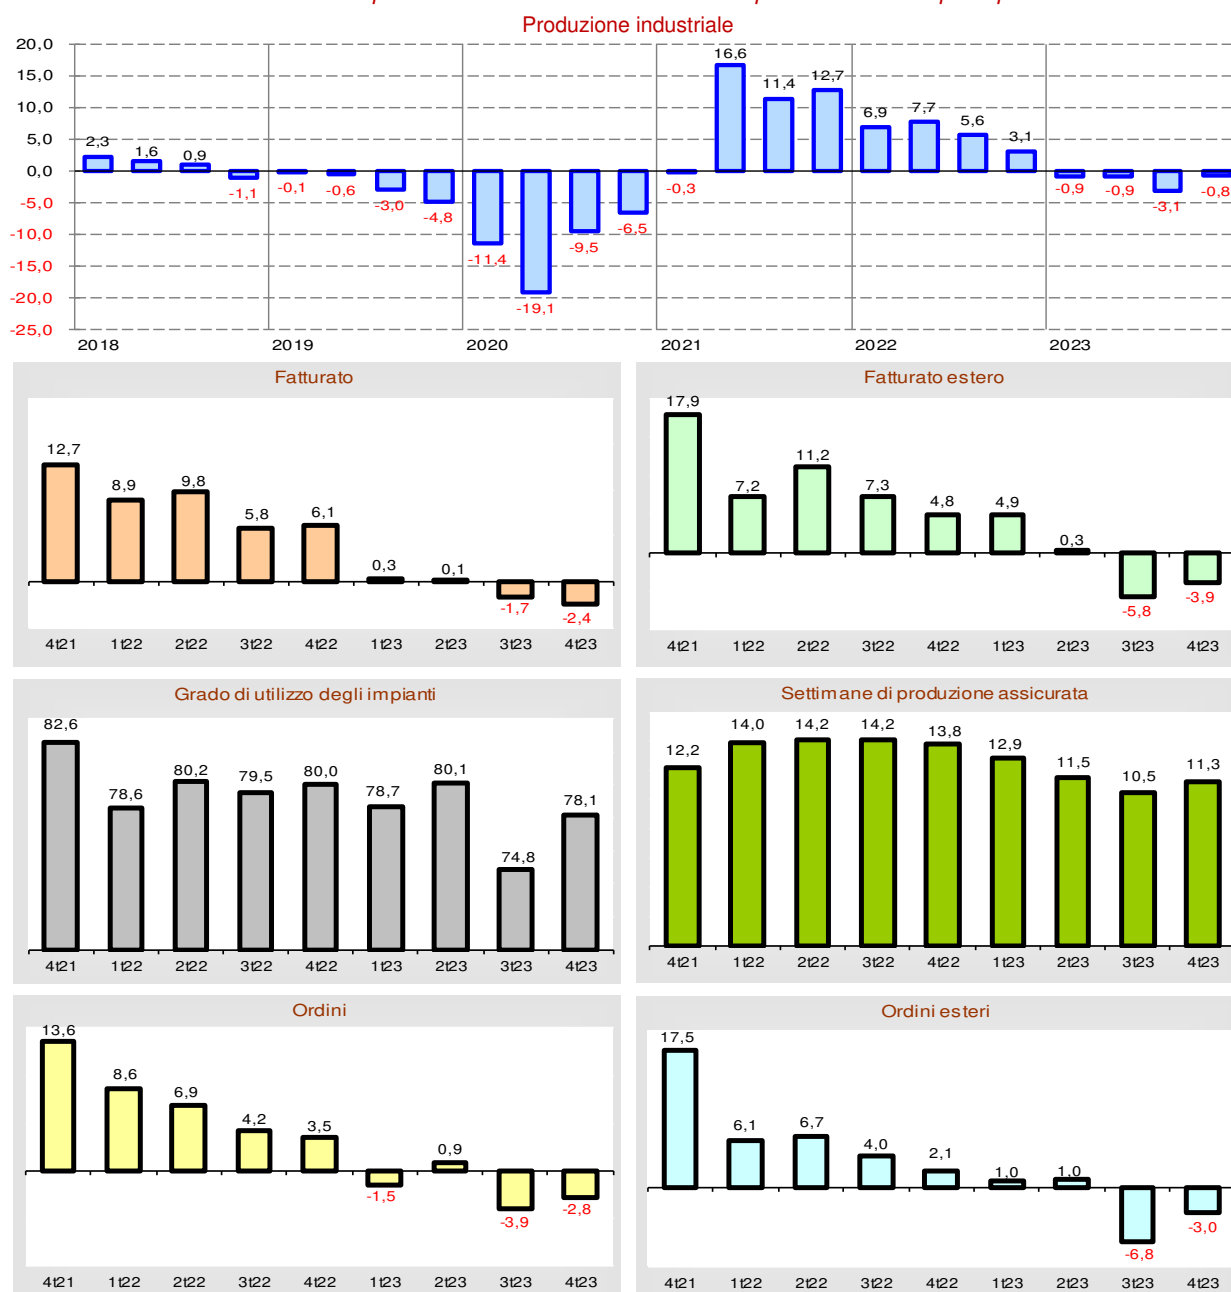 Produzione industriale
20,0
15,0
10,0
5,0
0,0
-5,0
-10,0
-15,0
-20,0
-25,0
2,3 1,6 0,9 -1,1 -0,1 -0,6 -3,0 -4,8 -11,4 -19,1 -9,5 -6,5 -0,3 16,6 11,4 12,7 6,9 7,7 5,6 3,1 -0,9 -0,9 -3,1 -0,8
2018 2019 2020 2021 2022 2023
Fatturato
12,7 8,9 9,8 5,8 6,1 0,3 0,1 -1,7 -2,4
4t21 1t22 2t22 3t22 4t22 1t23 2t23 3t23 4t23
Fatturato estero
17,9 7,2 11,2 7,3 4,8 4,9 0,3 -5,8 -3,9
4t21 1t22 2t22 3t22 4t22 1t23 2t23 3t23 4t23
Grado di utilizzo degli impianti
82,6 78,6 80,2 79,5 80,0 78,7 80,1 74,8 78,1
4t21 1t22 2t22 3t22 4t22 1t23 2t23 3t23 4t23
Settimane di produzione assicurata
12,2 14,0 14,2 14,2 13,8 12,9 11,5 10,5 11,3
4t21 1t22 2t22 3t22 4t22 1t23 2t23 3t23 4t23
Ordini
13,6 8,6 6,9 4,2 3,5 -1,5 0,9 -3,9 -2,8
4t21 1t22 2t22 3t22 4t22 1t23 2t23 3t23 4t23
Ordini esteri
17,5 6,1 6,7 4,0 2,1 1,0 1,0 -6,8 -3,0
4t21 1t22 2t22 3t22 4t22 1t23 2t23 3t23 4t23